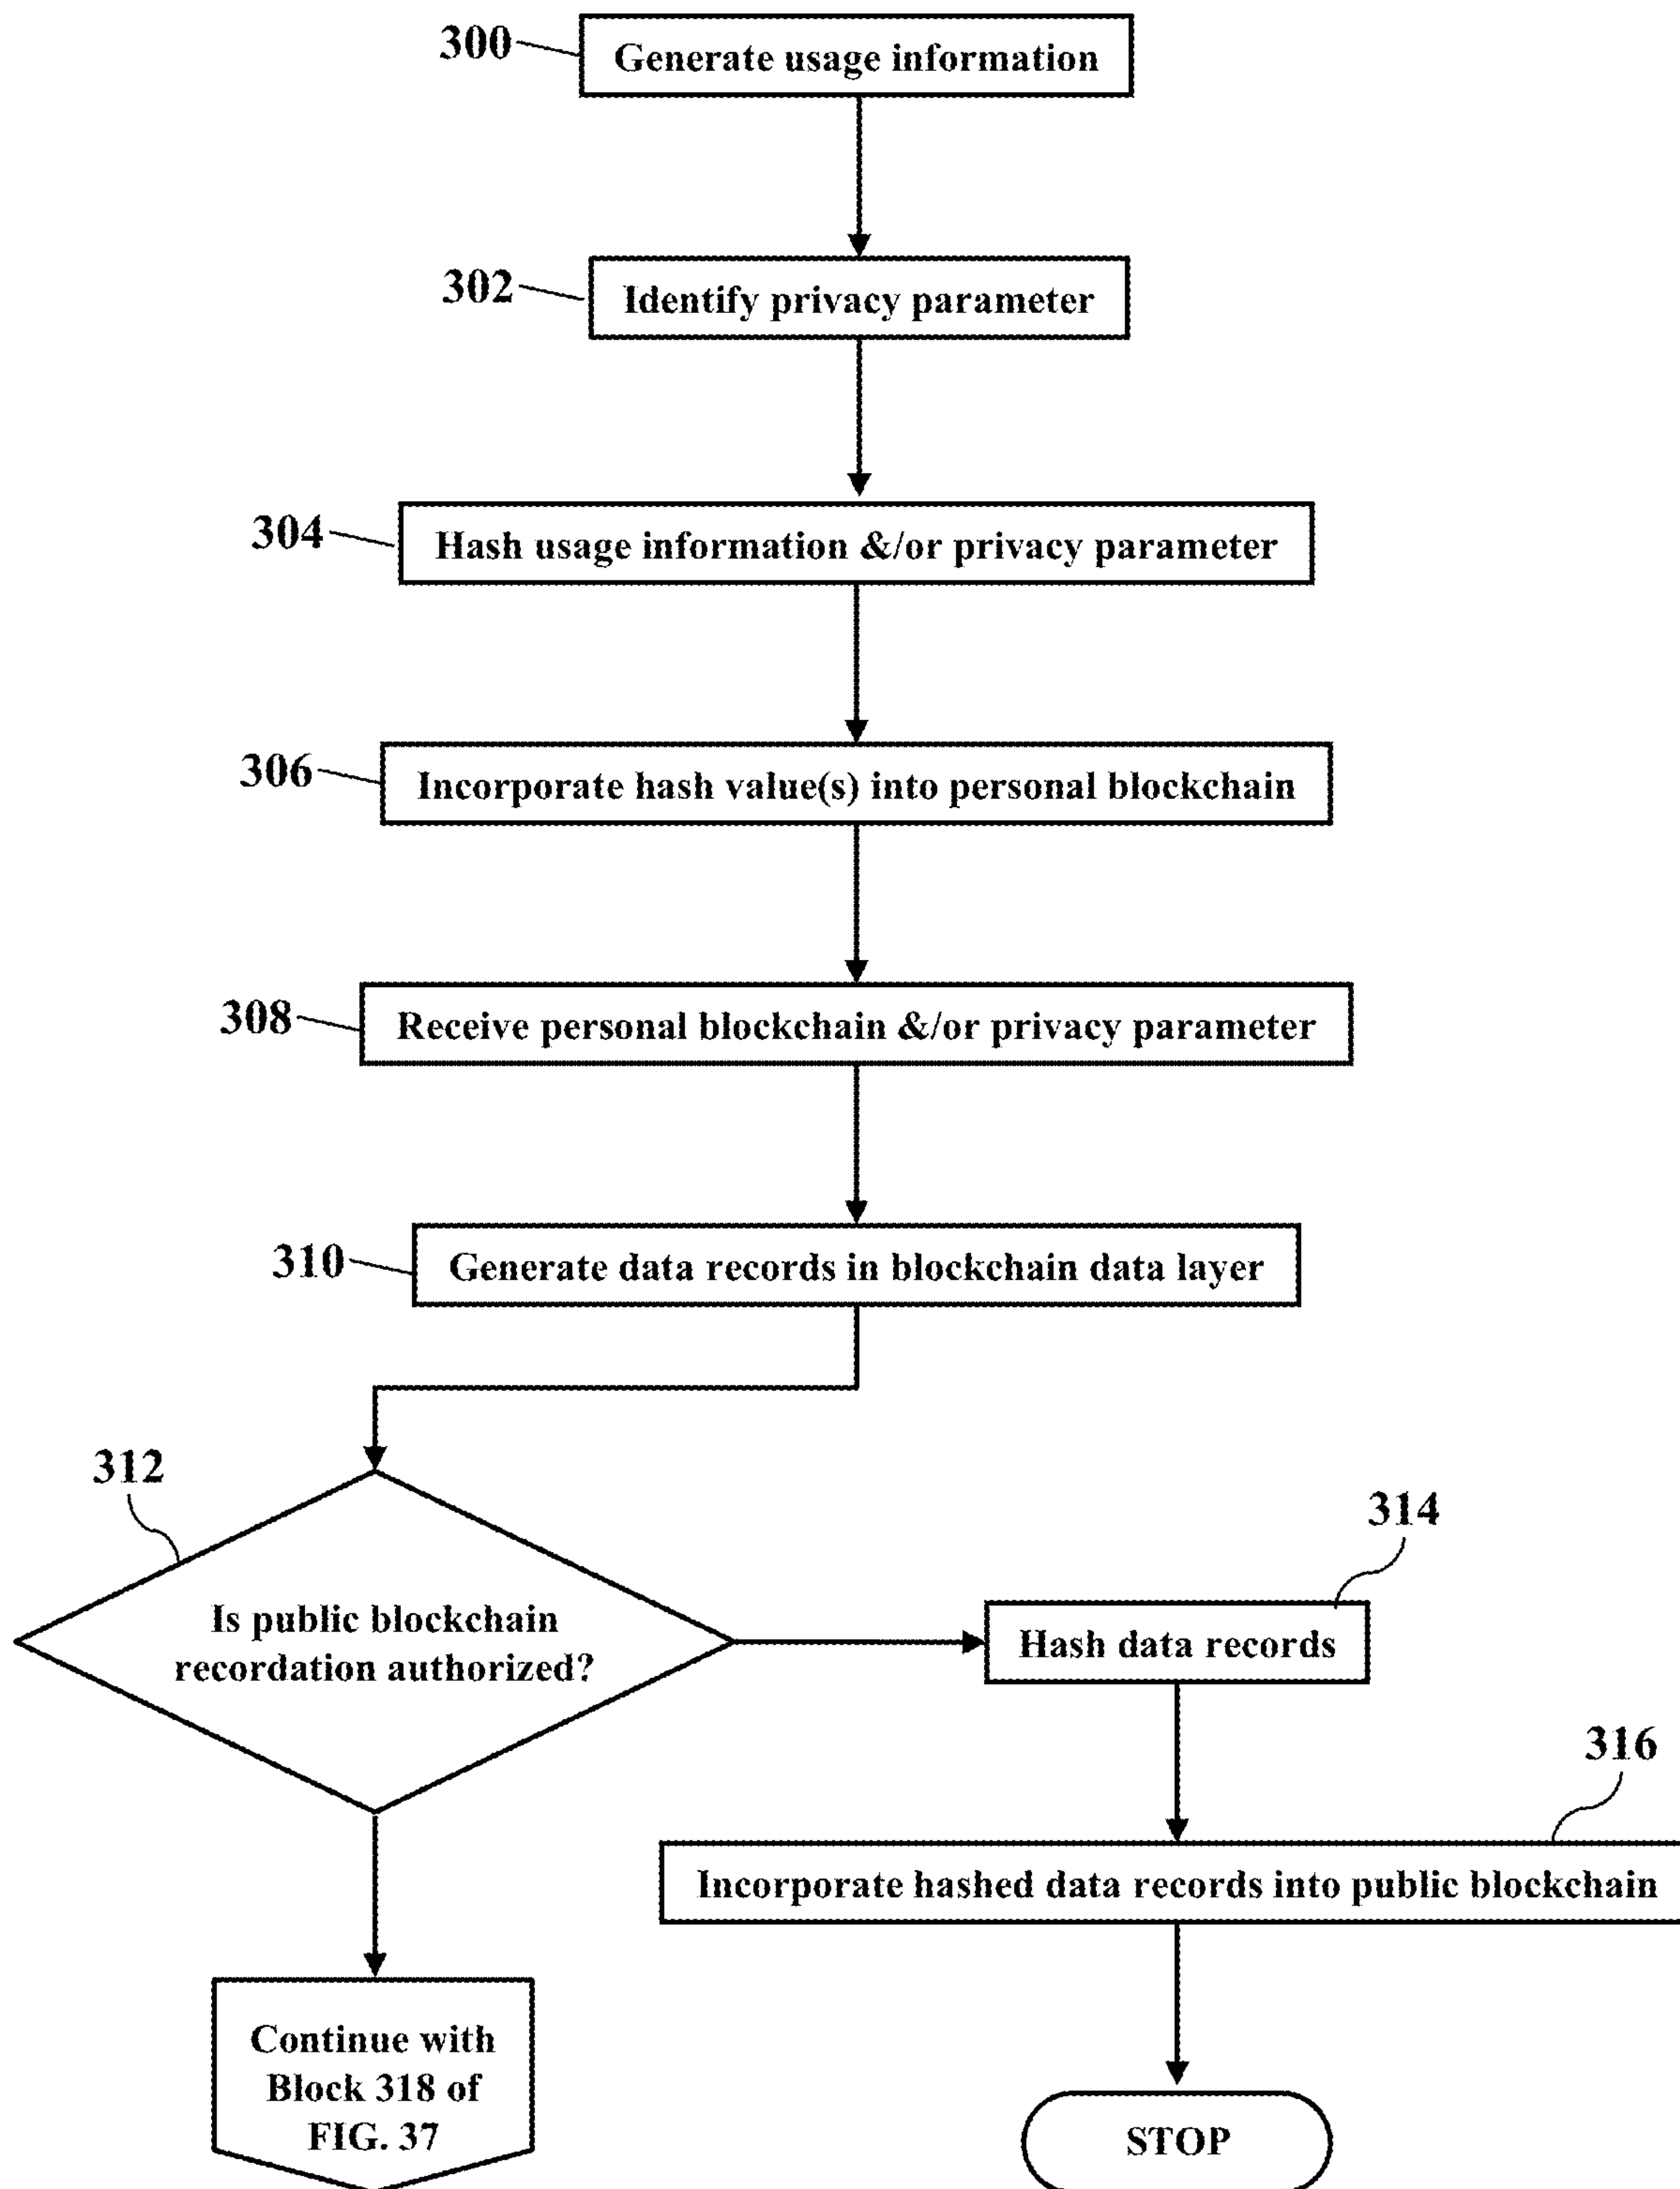 300
Generate usage information
302
Identify privacy parameter
304
Hash usage information &/or privacy parameter
306
Incorporate hash value(s) into personal blockchain
308
Receive personal blockchain &/or privacy parameter
310
Generate data records in blockchain data layer
312
Is public blockchain
recordation authorized?
314
Hash data records
316
Incorporate hashed data records into public blockchain
Continue with
Block 318 of
FIG. 37
STOP